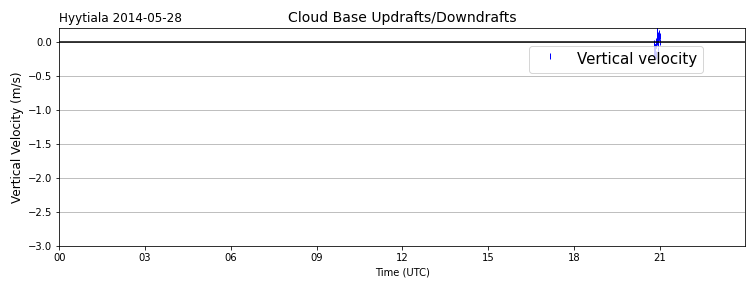 Hyytiala 2014-05-28
Cloud Base Updrafts/Downdrafts
Vertical Velocity (m/s)
0.0
−0.5
−1.0
−1.5
−2.0
−2.5
−3.0
Vertical velocity
00 03 06 09 12 15 18 21
Time (UTC)